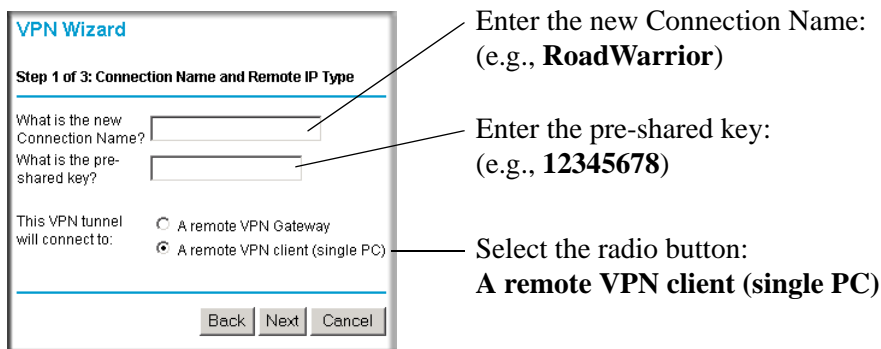 VPN Wizard
Step 1 of 3: Connection Name and Remote IP Type
What is the new
Connection Name?
What is the pre-
shared key?
This VPN tunnel
will connect to:
A remote VPN Gateway
A remote VPN client (single PC)
Back Next Cancel
Enter the new Connection Name:
(e.g., RoadWarrior)
Enter the pre-shared key:
(e.g., 12345678)
Select the radio button:
A remote VPN client (single PC)